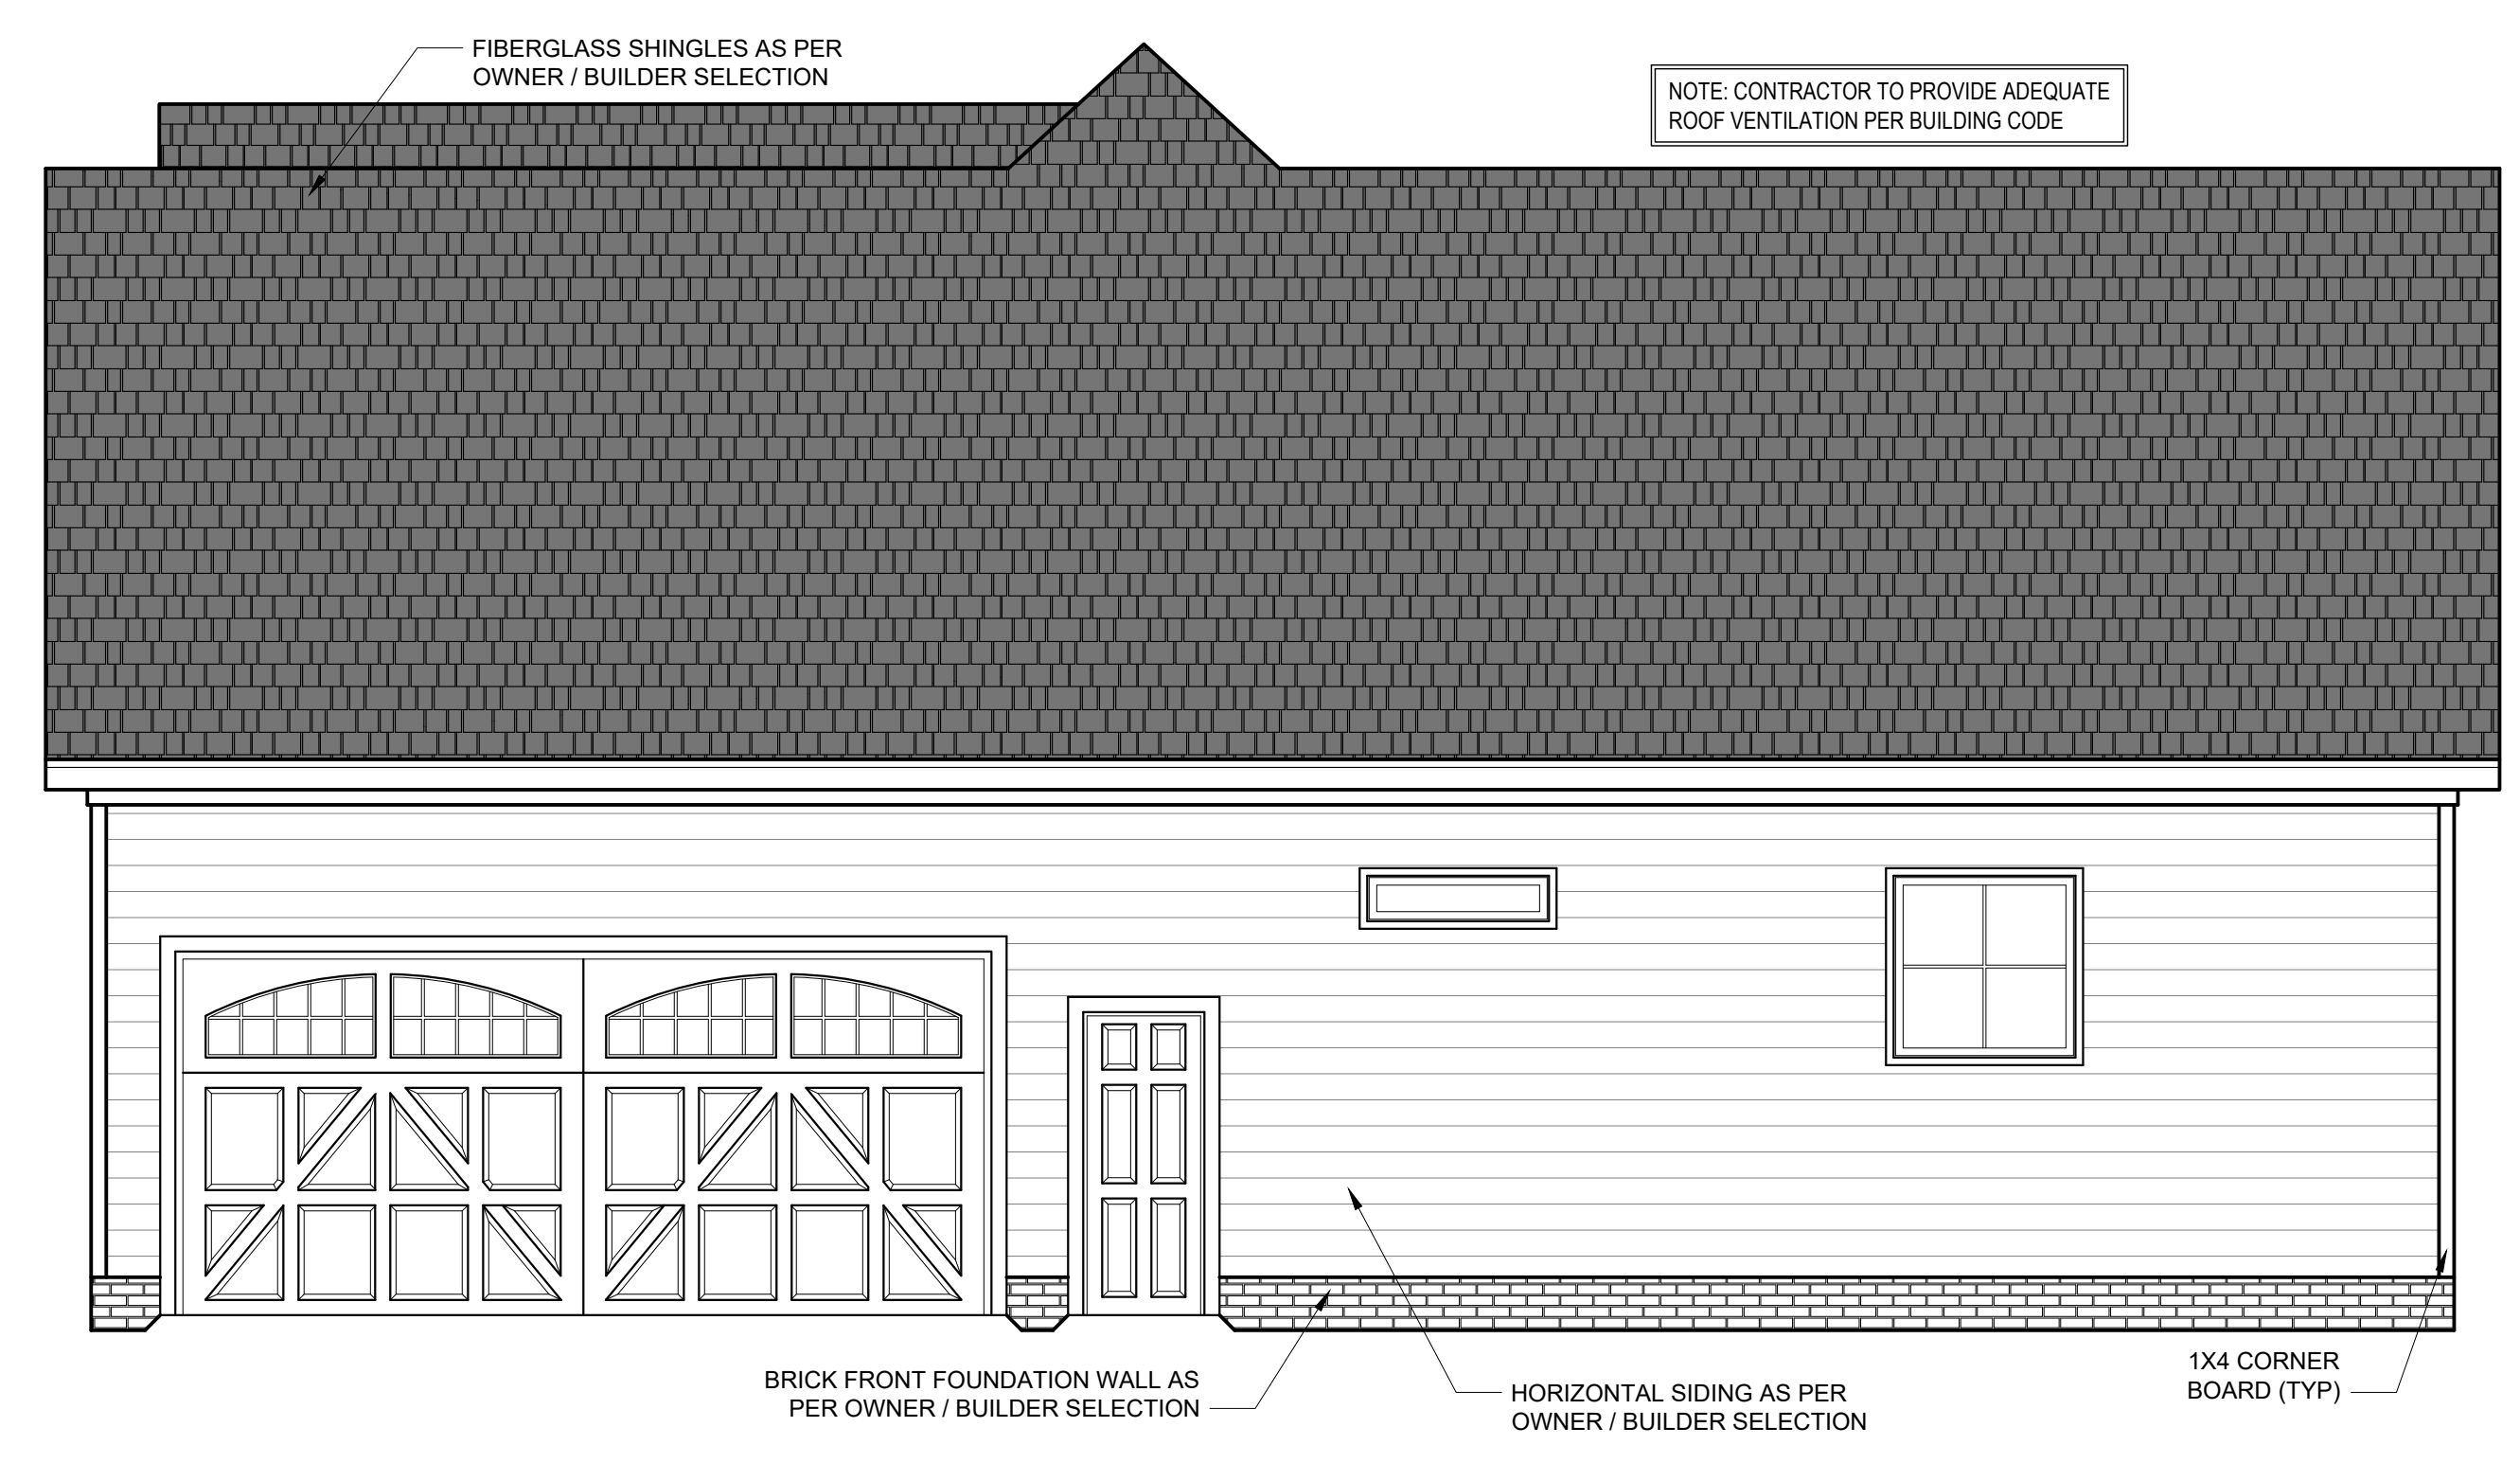 FIBERGLASS SHINGLES AS PER
OWNER / BUILDER SELECTION
NOTE: CONTRACTOR TO PROVIDE ADEQUATE
ROOF VENTILATION PER BUILDING CODE
BRICK FRONT FOUNDATION WALL AS
PER OWNER / BUILDER SELECTION
HORIZONTAL SIDING AS PER
OWNER / BUILDER SELECTION
1X4 CORNER
BOARD (TYP)